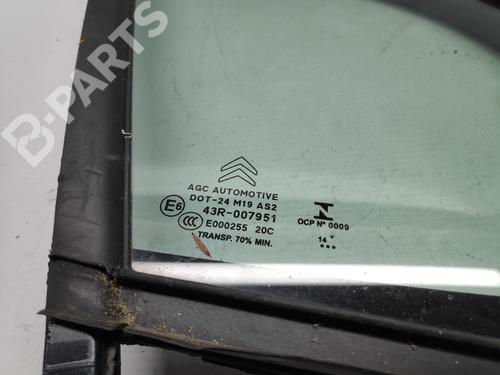 B-PARTS
AGC AUTOMOTIVE
DOT-24 M19 AS2
43R-007951
E6 CCC E000255 20C
TRANSP. 70% MIN.
OCP Nº 0009
14